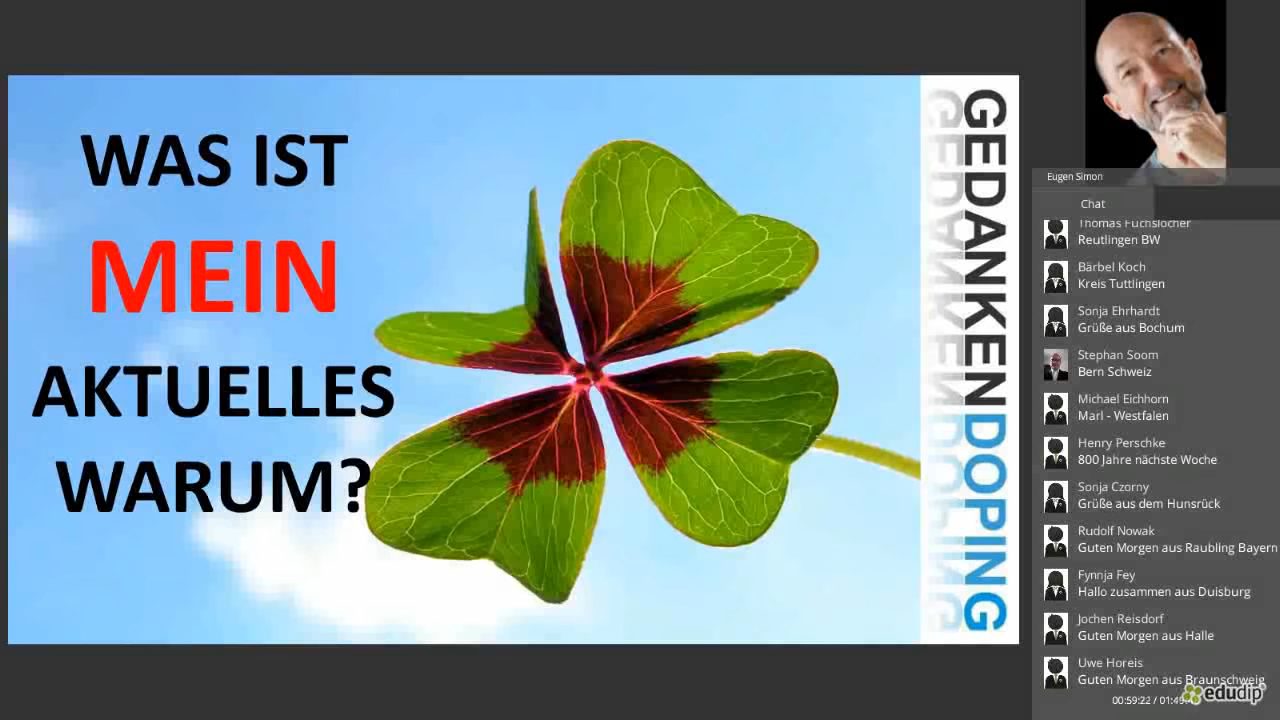 WAS IST
MEIN
AKTUELLES
WARUM?
GEDANKENDOPING
Eugen Simon
Chat
Thomas Fuchslocher
Reutlingen BW
Bärbel Koch
Kreis Tuttlingen
Sonja Ehrhardt
Grüße aus Bochum
Stephan Soom
Bern Schweiz
Michael Eichhorn
Marl - Westfalen
Henry Perschke
800 Jahre nächste Woche
Sonja Czorny
Grüße aus dem Hunsrück
Rudolf Nowak
Guten Morgen aus Raubling Bayern
Fynnja Fey
Hallo zusammen aus Duisburg
Jochen Reisdorf
Guten Morgen aus Halle
Uwe Horeis
Guten Morgen aus Braunschweig
00:59:22 /
edudip